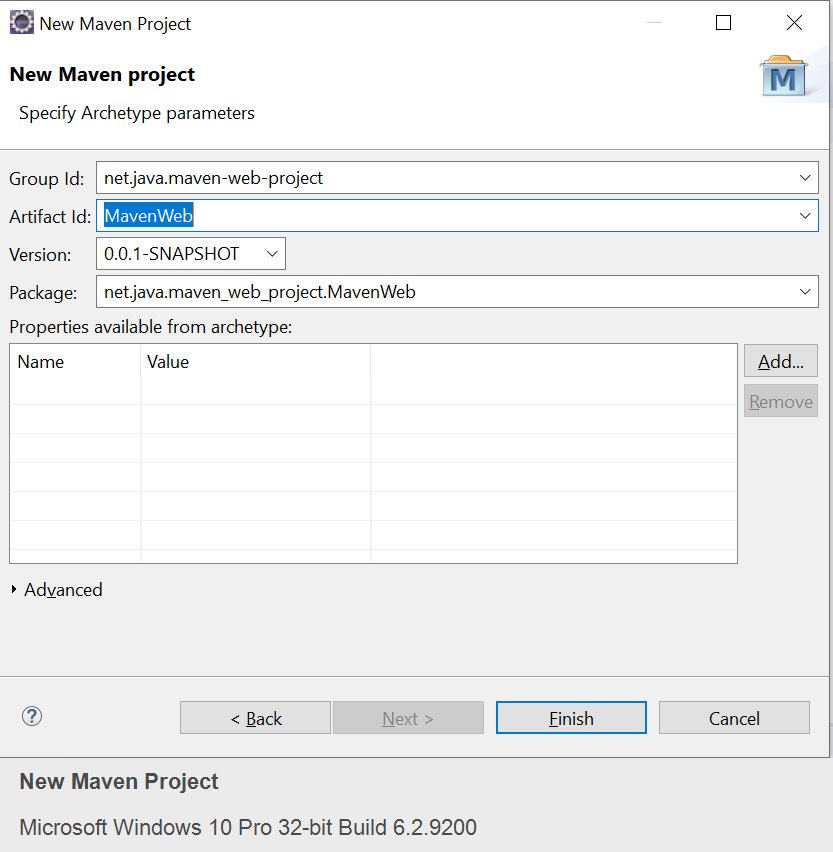 New Maven Project
New Maven project
M
Specify Archetype parameters
Group Id: net.java.maven-web-project
Artifact Id: MavenWeb
Version: 0.0.1-SNAPSHOT
Package: net.java.maven_web_project.MavenWeb
Properties available from archetype:
Name Value Add...
Remove
Advanced
? < Back Next > Finish Cancel
New Maven Project
Microsoft Windows 10 Pro 32-bit Build 6.2.9200